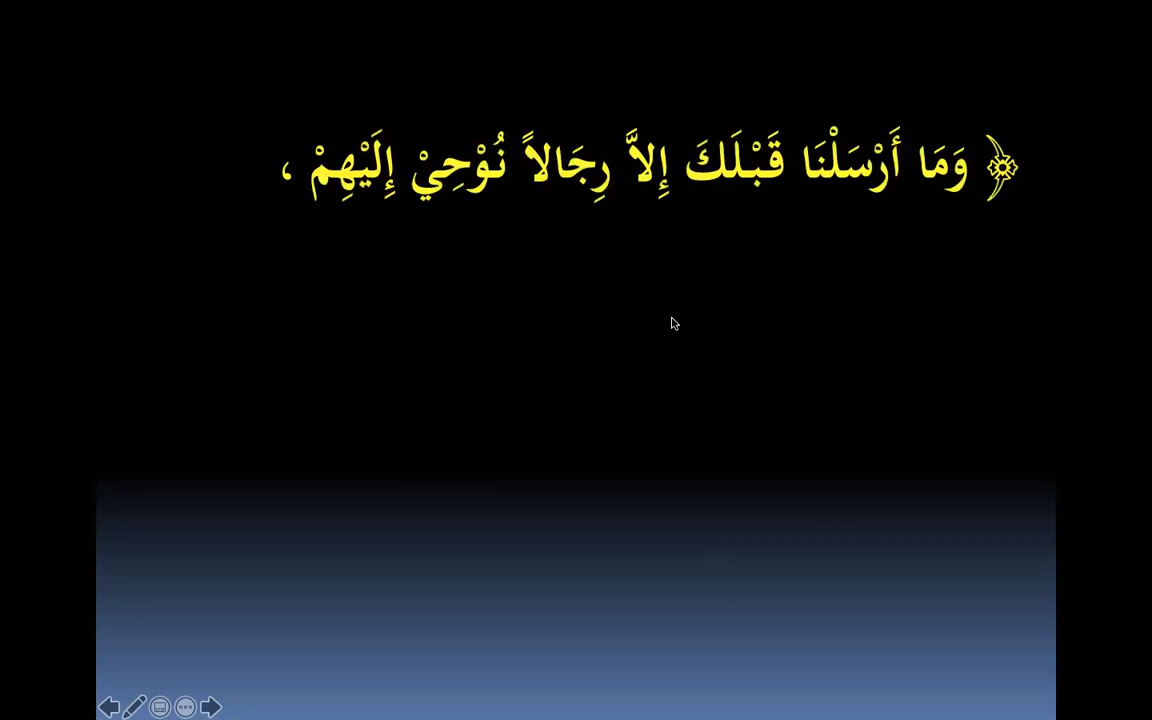 ﴿ وَمَا أَرْسَلْنَا قَبْلَكَ إِلاَّ رِجَالاً نُوْحِيْ إِلَيْهِمْ ،